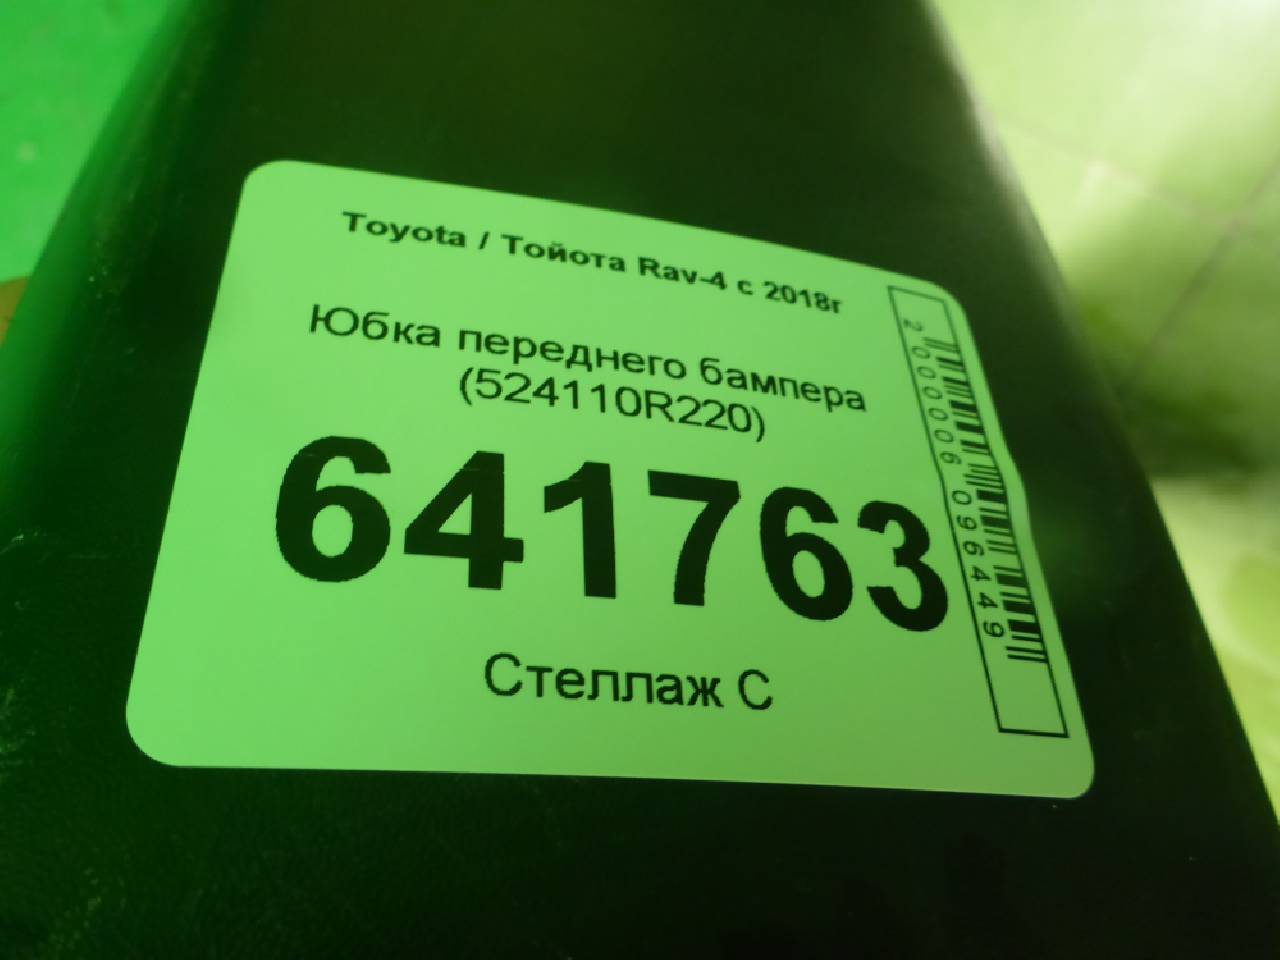 Toyota / Тойота Rav-4 с 2018г
Юбка переднего бампера
(524110R220)
641763
Стеллаж С
2000006096449